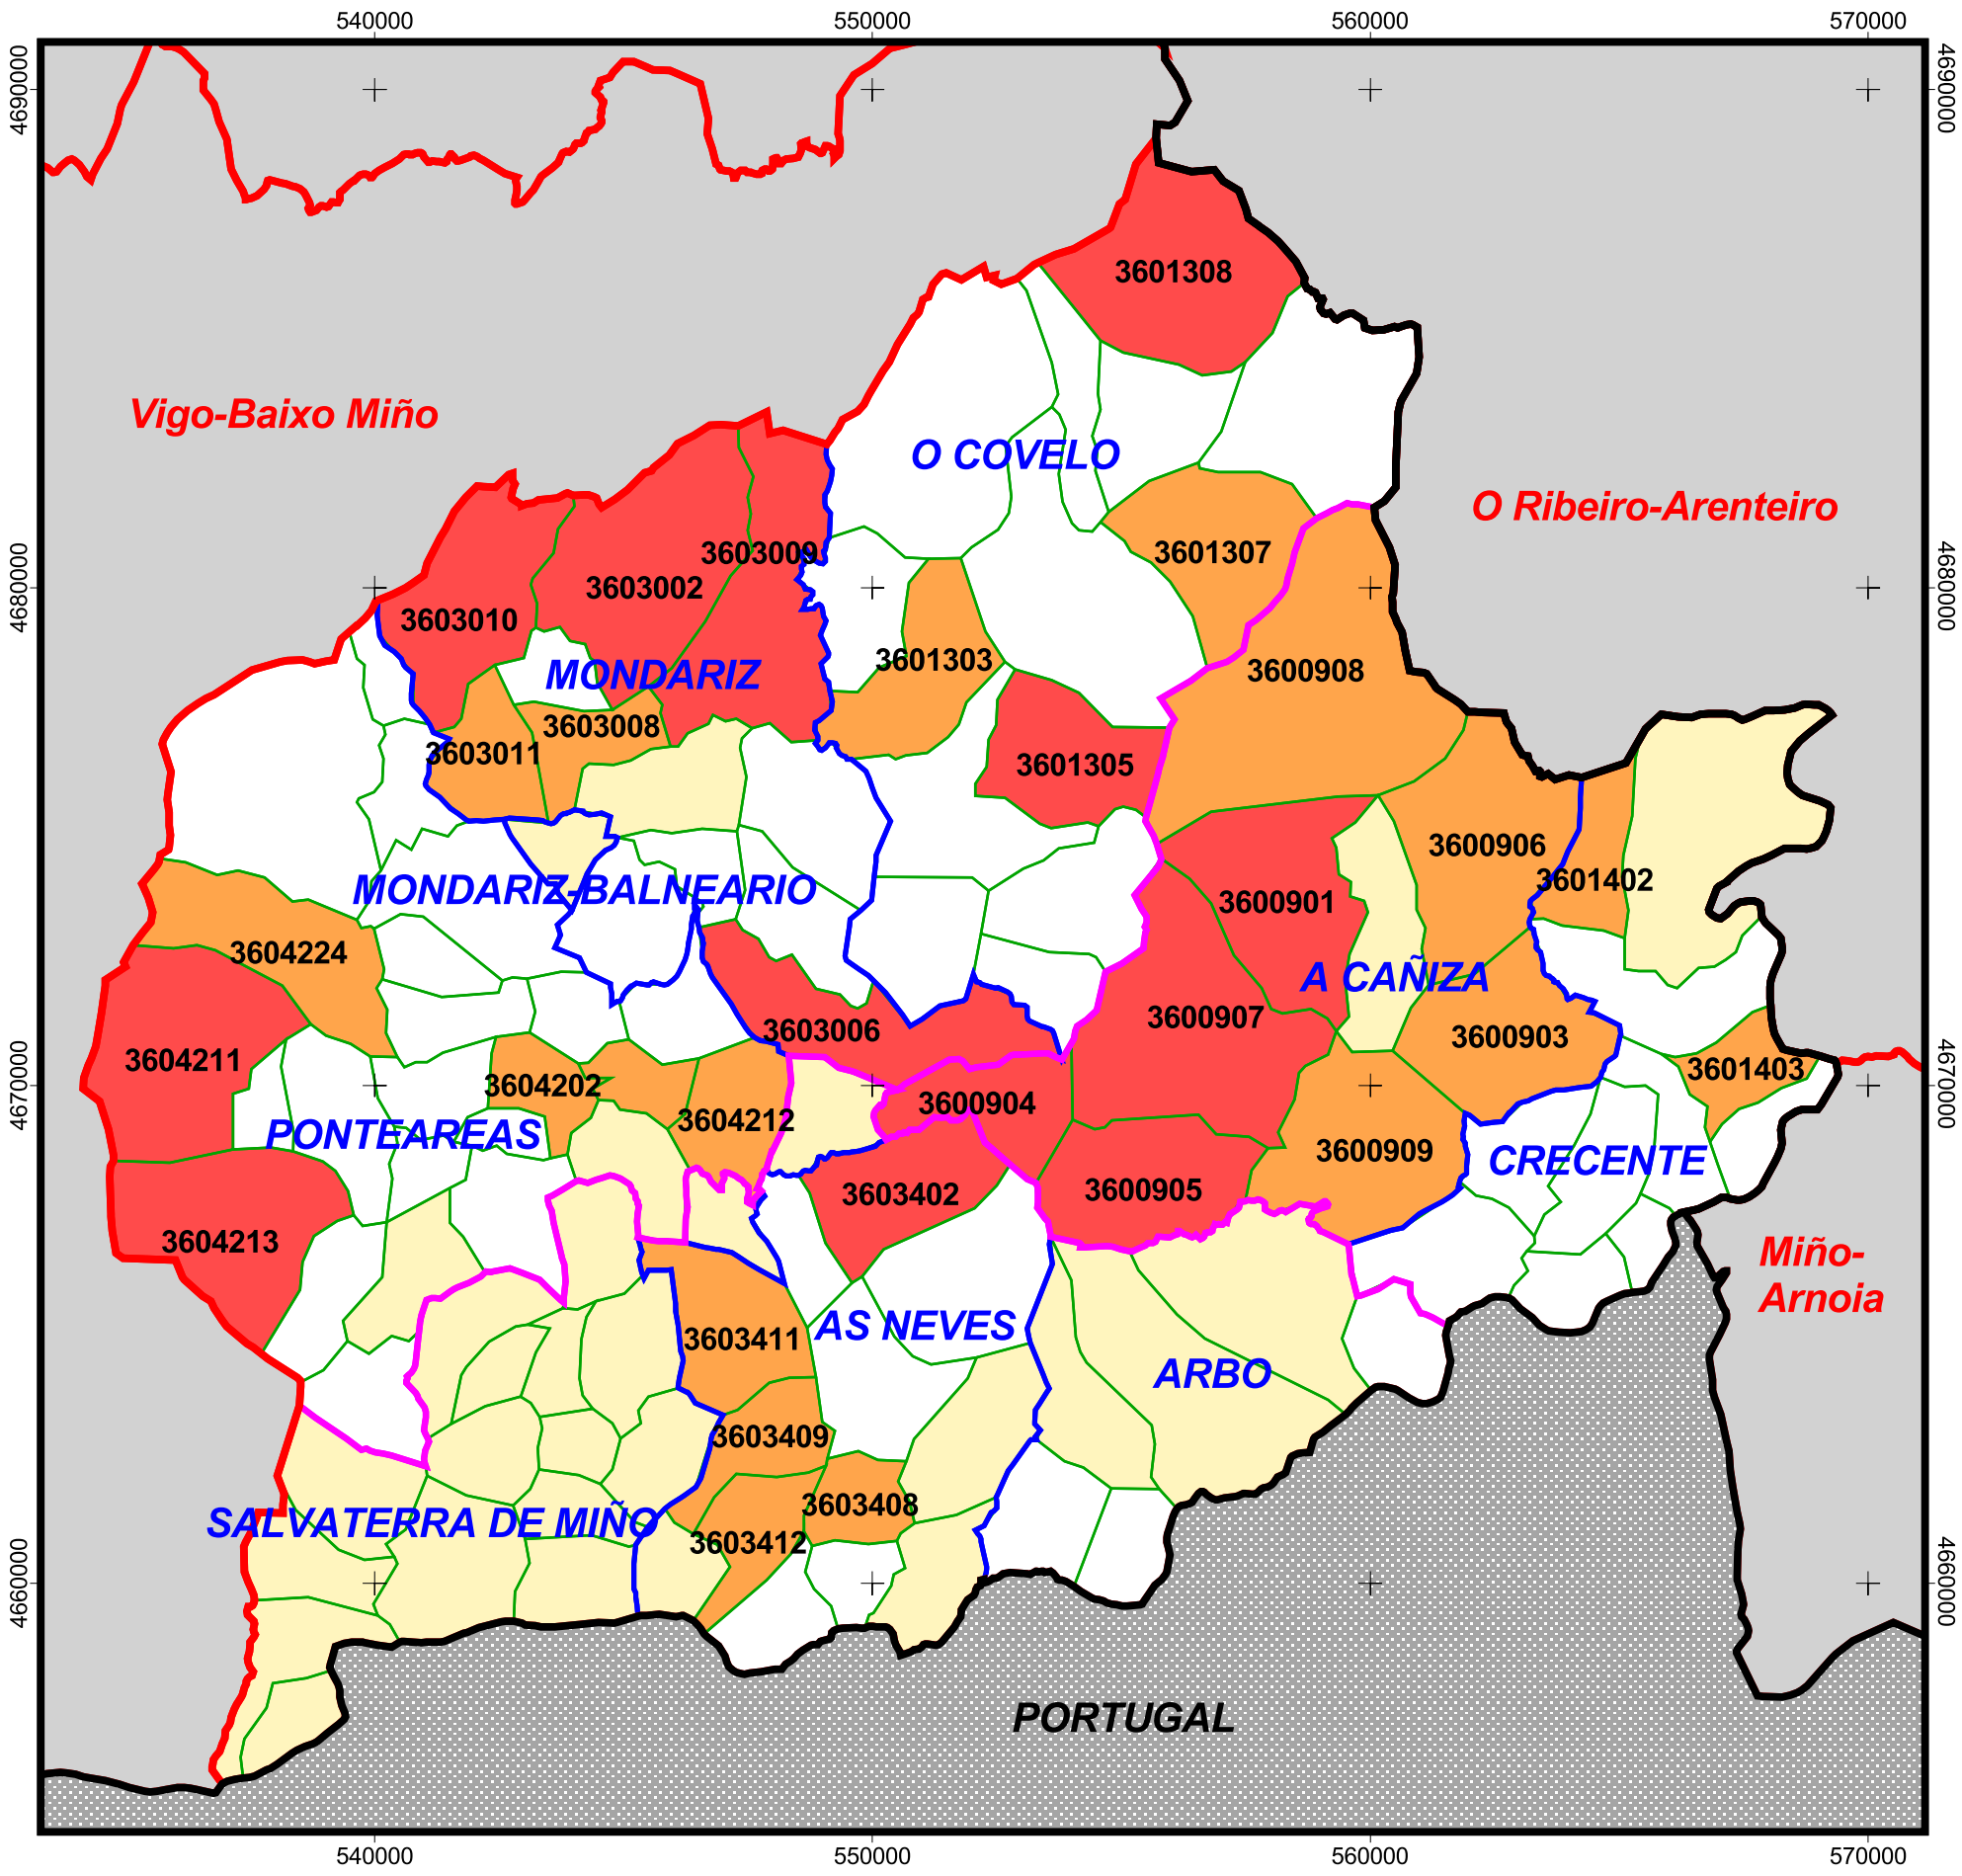 540000 550000 560000 570000
4690000 4690000
3601308
Vigo-Baixo Miño
O COVELO
O Ribeiro-Arenteiro
3603009 3601307
4680000 3603002 4680000
3603010
3601303 3600908
MONDARIZ
3603008
3603011 3601305
3600906
3601402
MONDARIZ-BALNEARIO
3600901
3604224
A CAÑIZA
3603006 3600907
3600903
3604211 3601403
4670000 3604202 4670000
3600904
3604212
PONTEAREAS
3600909
CRECENTE
3603402 3600905
3604213
Miño-
Arnoia
AS NEVES
3603411
ARBO
3603409
3603408
SALVATERRA DE MIÑO
3603412
4660000 4660000
PORTUGAL
540000 550000 560000 570000